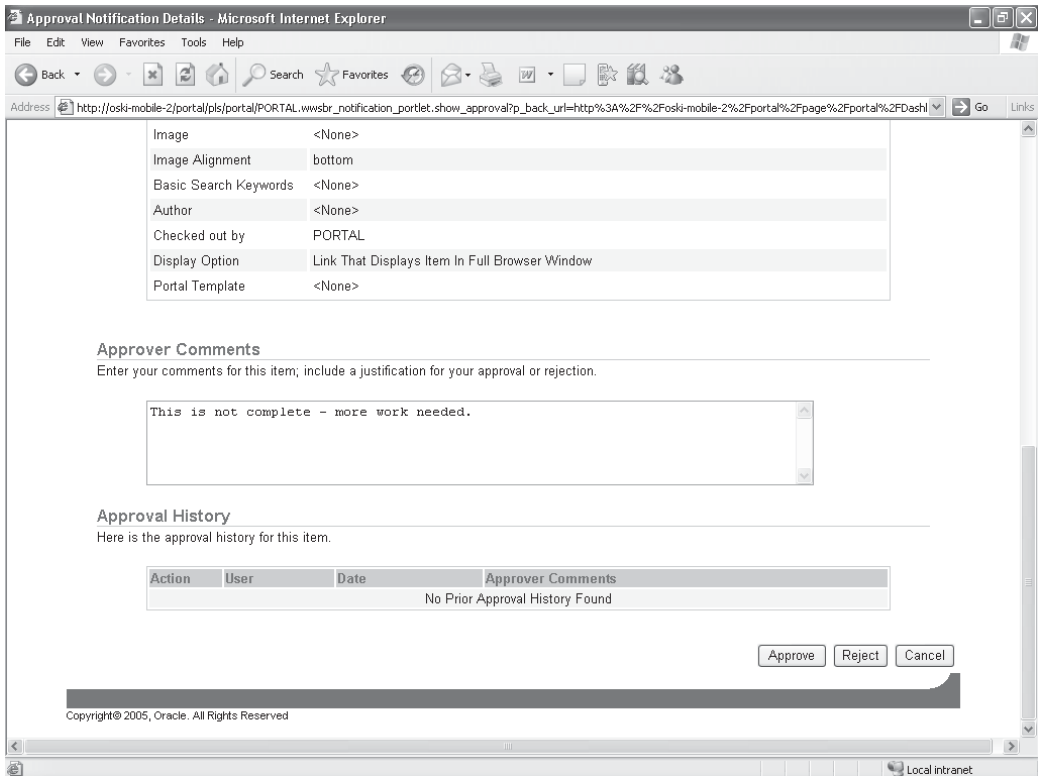 Approval Notification Details - Microsoft Internet Explorer
File Edit View Favorites Tools Help
Back Search Favorites
Address http://oski-mobile-2/portal/pls/portal/PORTAL.wwsbr_notification_portlet.show_approval?p_back_url=http%3A%2F%2Foski-mobile-2%2Fportal%2Fpage%2Fportal%2FDashl Go Links
Image <None>
Image Alignment bottom
Basic Search Keywords <None>
Author <None>
Checked out by PORTAL
Display Option Link That Displays Item In Full Browser Window
Portal Template <None>
Approver Comments
Enter your comments for this item; include a justification for your approval or rejection.
This is not complete - more work needed.
Approval History
Here is the approval history for this item.
Action User Date Approver Comments
No Prior Approval History Found
Approve Reject Cancel
Copyright© 2005, Oracle. All Rights Reserved
Local intranet